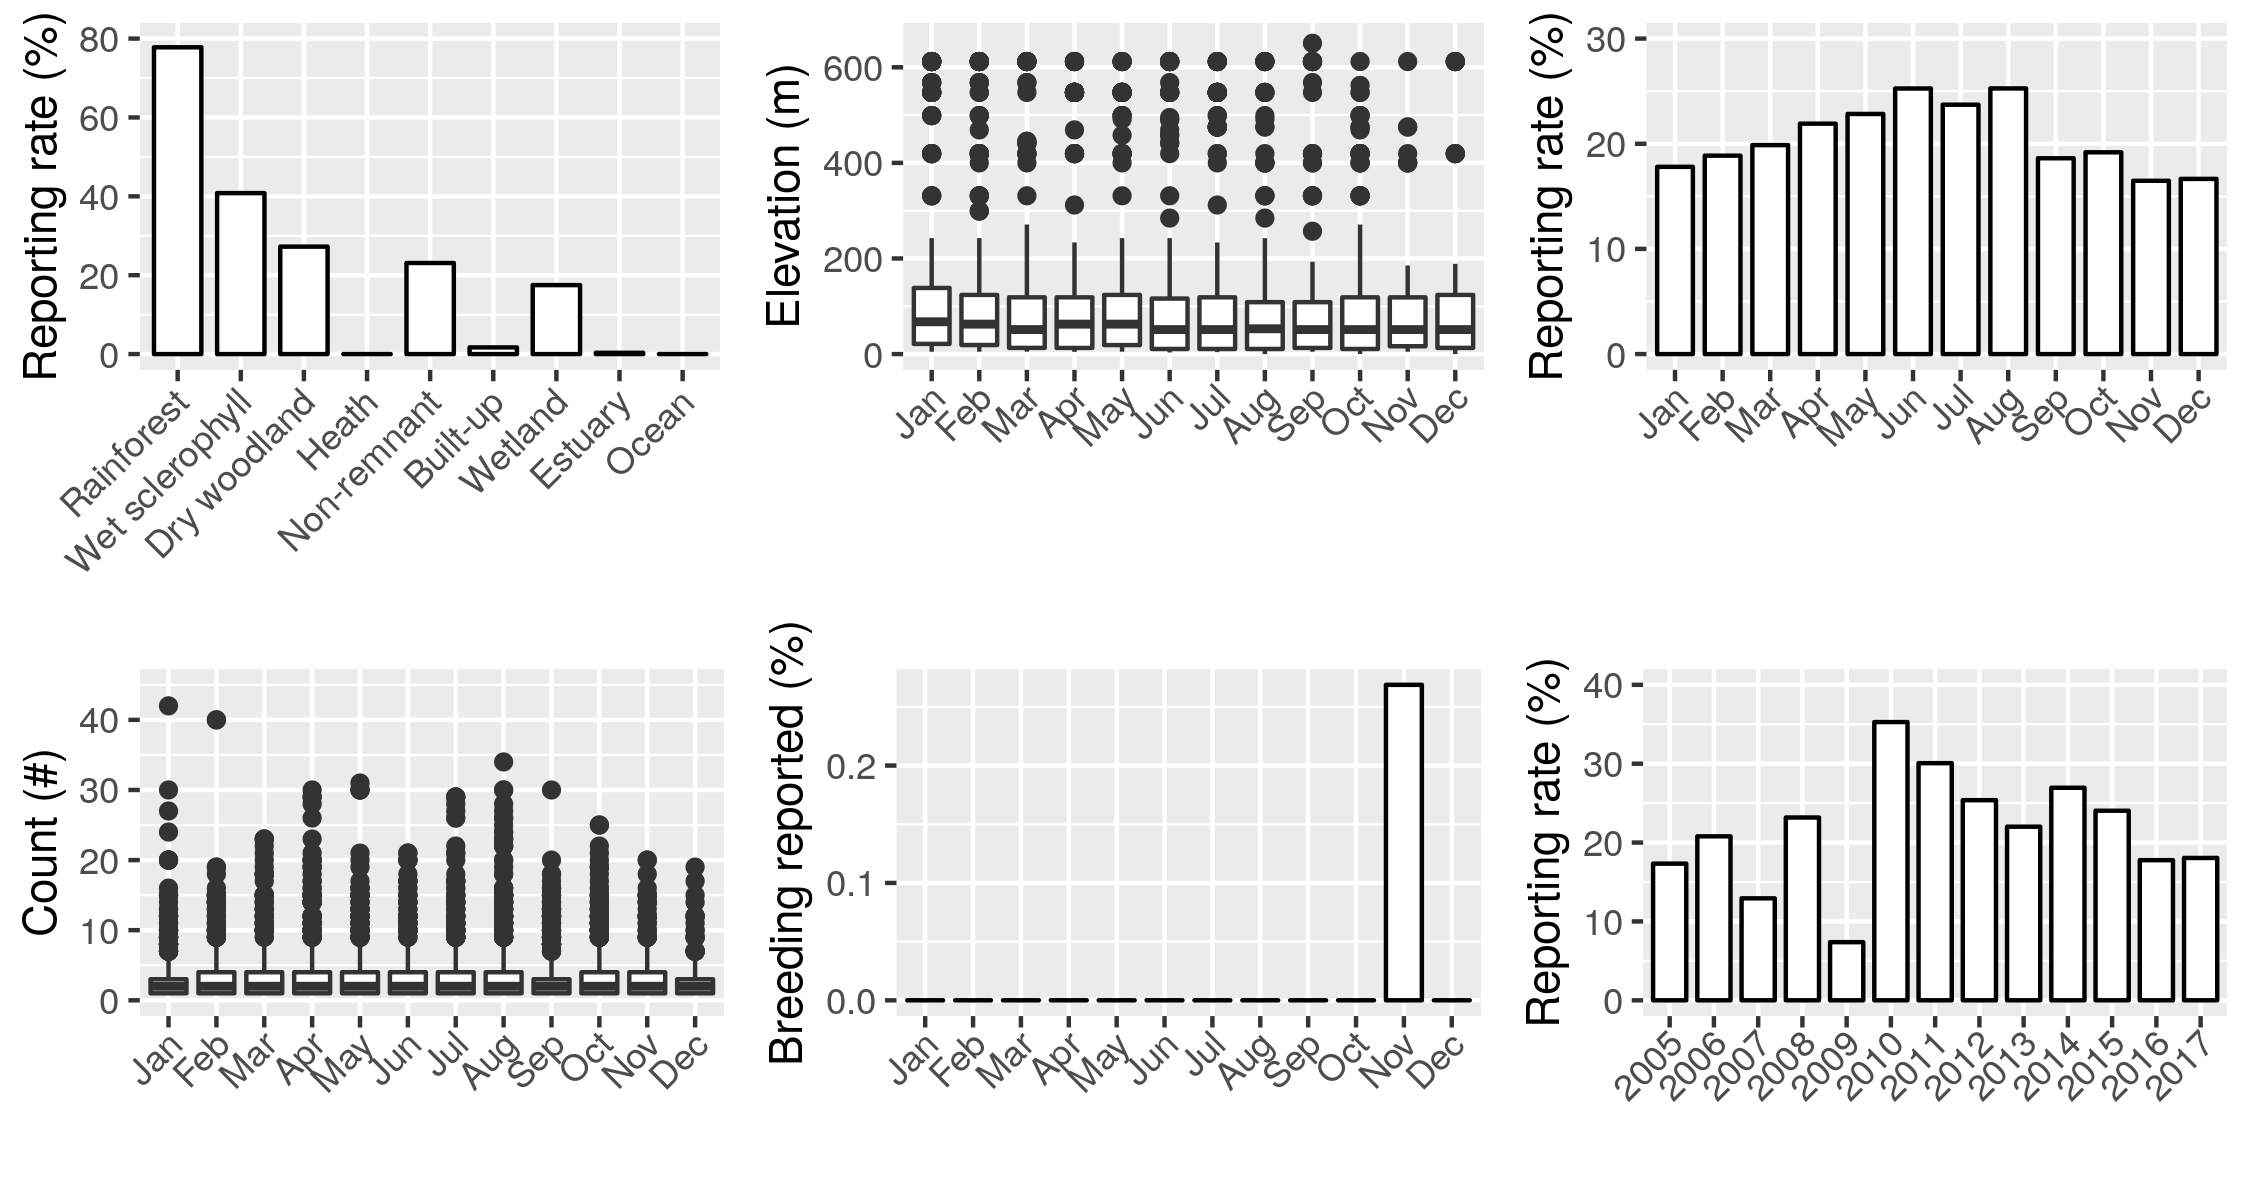 Reporting rate (%)
80
60
40
20
0
Rainforest
Wet sclerophyll
Dry woodland
Heath
Non-remnant
Built-up
Wetland
Estuary
Ocean
Elevation (m)
600
400
200
0
Jan
Feb
Mar
Apr
May
Jun
Jul
Aug
Sep
Oct
Nov
Dec
Reporting rate (%)
30
20
10
0
Jan
Feb
Mar
Apr
May
Jun
Jul
Aug
Sep
Oct
Nov
Dec
Count (#)
40
30
20
10
0
Jan
Feb
Mar
Apr
May
Jun
Jul
Aug
Sep
Oct
Nov
Dec
Breeding reported (%)
0.2
0.1
0.0
Jan
Feb
Mar
Apr
May
Jun
Jul
Aug
Sep
Oct
Nov
Dec
Reporting rate (%)
40
30
20
10
0
2005
2006
2007
2008
2009
2010
2011
2012
2013
2014
2015
2016
2017